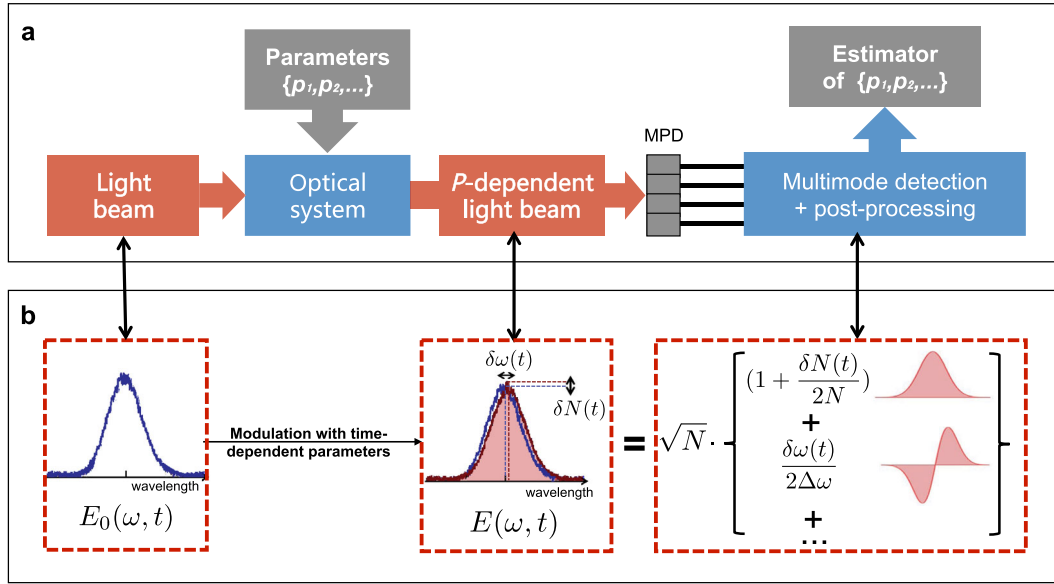 a
Parameters
{p₁,p₂,...}
Estimator
of {p₁,p₂,...}
MPD
Light
beam
Optical
system
P-dependent
light beam
Multimode detection
+ post-processing
b
wavelength
E₀(ω, t)
Modulation with time-
dependent parameters
δω(t)
δN(t)
wavelength
E(ω, t)
= √N ·
(1 + δN(t)/2N)
+
δω(t)/2Δω
+
...